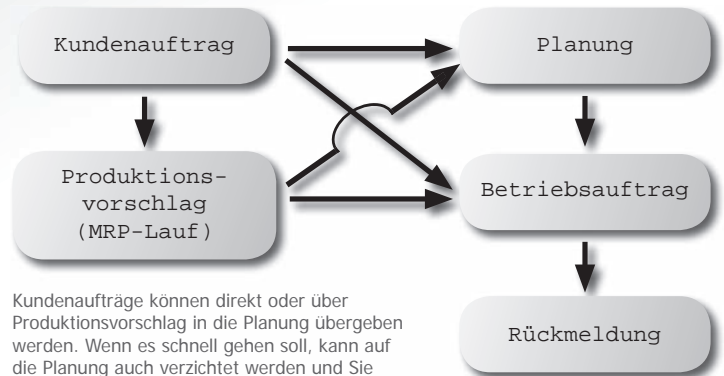 Kundenauftrag
Planung
Produktions-
vorschlag
(MRP-Lauf)
Betriebsauftrag
Rückmeldung
Kundenaufträge können direkt oder über
Produktionsvorschlag in die Planung übergeben
werden. Wenn es schnell gehen soll, kann auf
die Planung auch verzichtet werden und Sie